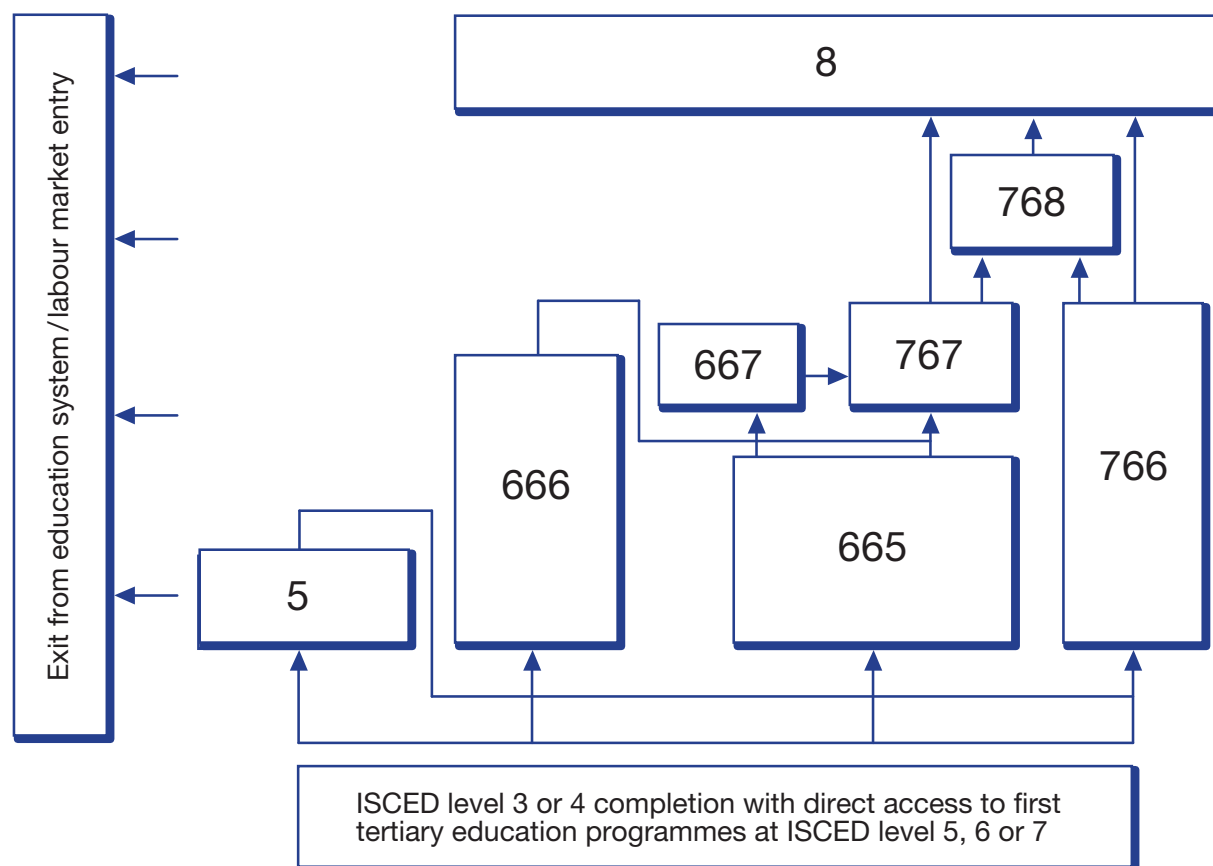 Exit from education system / labour market entry
8
768
667
767
666
665
766
5
ISCED level 3 or 4 completion with direct access to first
tertiary education programmes at ISCED level 5, 6 or 7